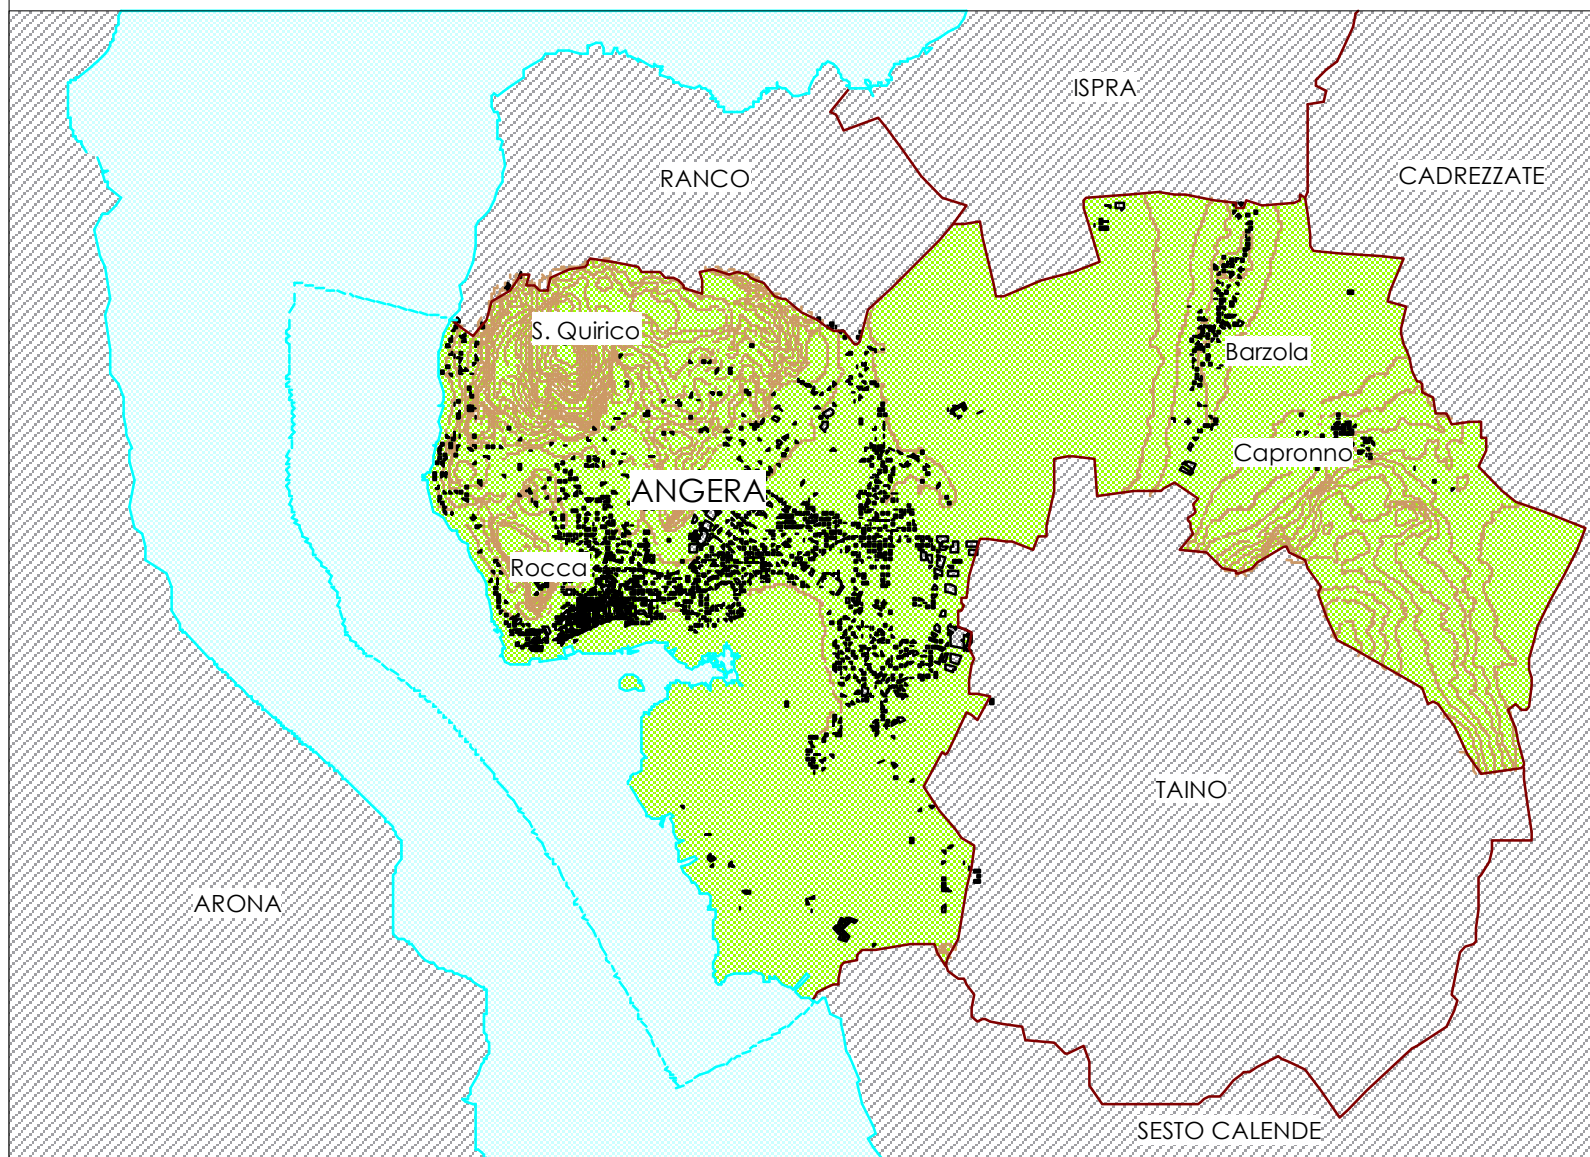 ISPRA
CADREZZATE
RANCO
S. Quirico
Barzola
Capronno
ANGERA
Rocca
TAINO
ARONA
SESTO CALENDE